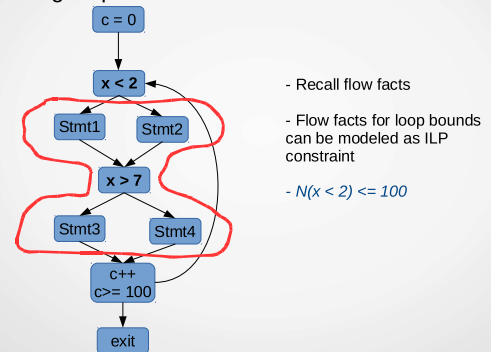 c = 0
x < 2
- Recall flow facts
Stmt1
Stmt2
- Flow facts for loop bounds
can be modeled as ILP
constraint
x > 7
- N(x < 2) <= 100
Stmt3
Stmt4
c++
c>= 100
exit